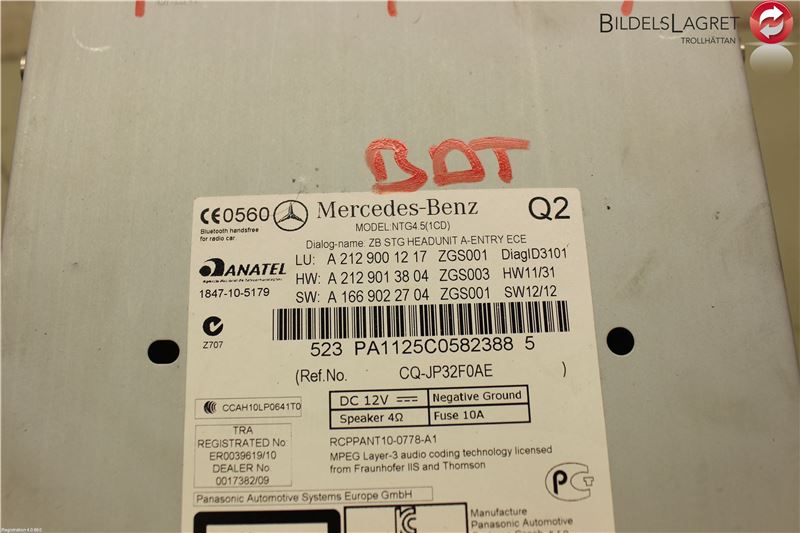 BILDELSLAGRET
TROLLHÄTTAN
BDT
CE0560 Mercedes-Benz Q2
Bluetooth handsfree
for radio car
MODEL:NTG4.5(1CD)
Dialog-name: ZB STG HEADUNIT A-ENTRY ECE
LU: A 212 900 12 17 ZGS001 DiagID3101
HW: A 212 901 38 04 ZGS003 HW11/31
SW: A 166 902 27 04 ZGS001 SW12/12
ANATEL
1847-10-5179
Z707
523 PA1125C0582388 5
(Ref.No. CQ-JP32F0AE )
CCAH10LP0641T0
DC 12V Negative Ground
Speaker 4Ω Fuse 10A
TRA
REGISTERED No
ER0039619/10
DEALER No
0017382/09
RCPPANT10-0778-A1
MPEG Layer-3 audio coding technology licensed
from Fraunhofer IIS and Thomson
Panasonic Automotive Systems Europe GmbH
Manufacture
Panasonic Automotive